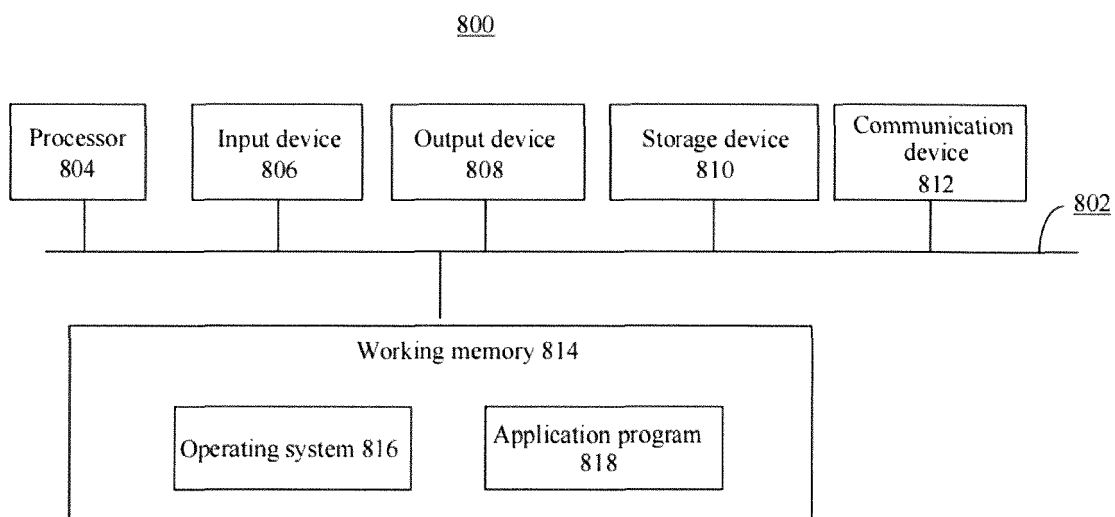 800
Processor
804
Input device
806
Output device
808
Storage device
810
Communication
device
812
802
Working memory 814
Operating system 816
Application program
818